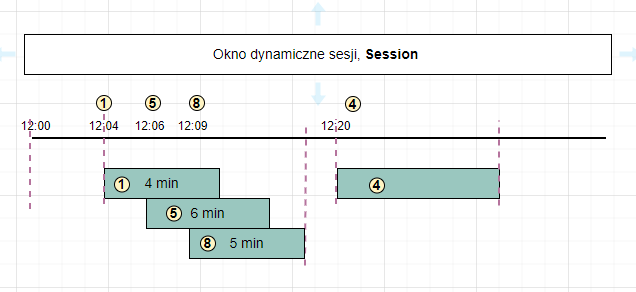 Okno dynamiczne sesji, Session
1 5 8 4
12:00 12:04 12:06 12:09 12:20
1 4 min 4
5 6 min
8 5 min